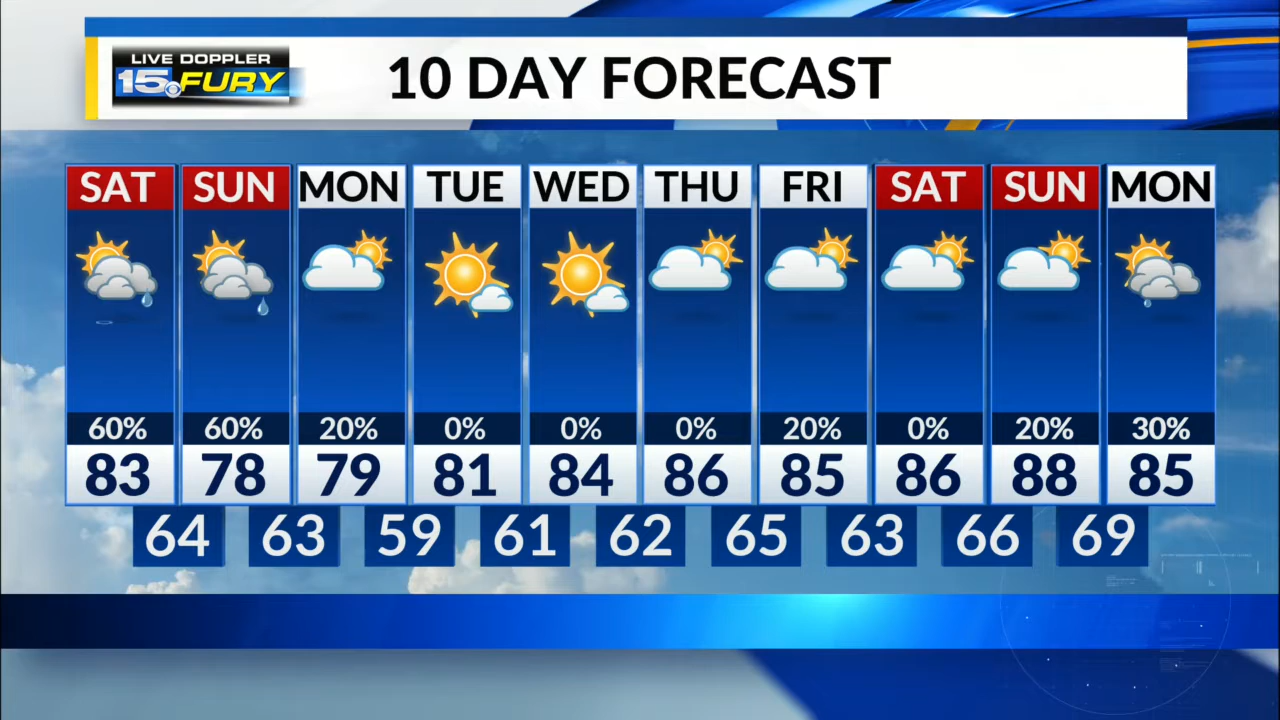 LIVE DOPPLER
15 FURY
10 DAY FORECAST
SAT SUN MON TUE WED THU FRI SAT SUN MON
60% 60% 20% 0% 0% 0% 20% 0% 20% 30%
83 78 79 81 84 86 85 86 88 85
64 63 59 61 62 65 63 66 69